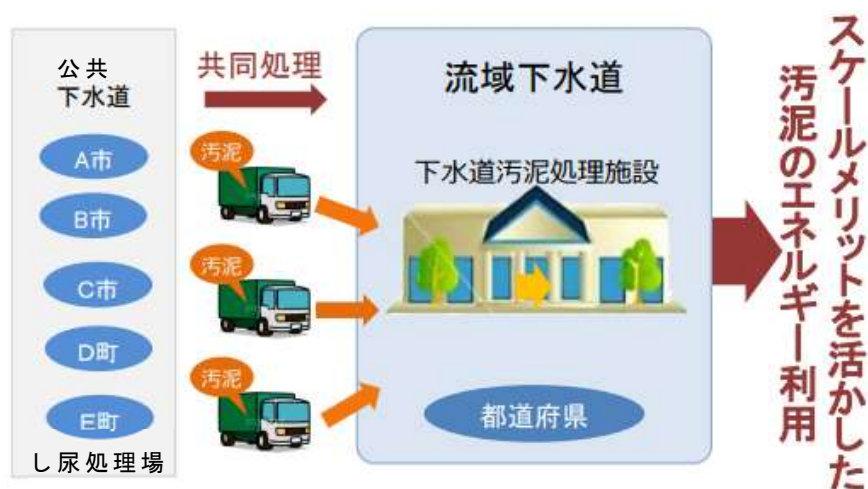 公共
下水道
A市
B市
C市
D町
E町
し尿処理場
共同処理
汚泥
汚泥
汚泥
流域下水道
下水道汚泥処理施設
都道府県
スケールメリットを活かした
汚泥のエネルギー利用